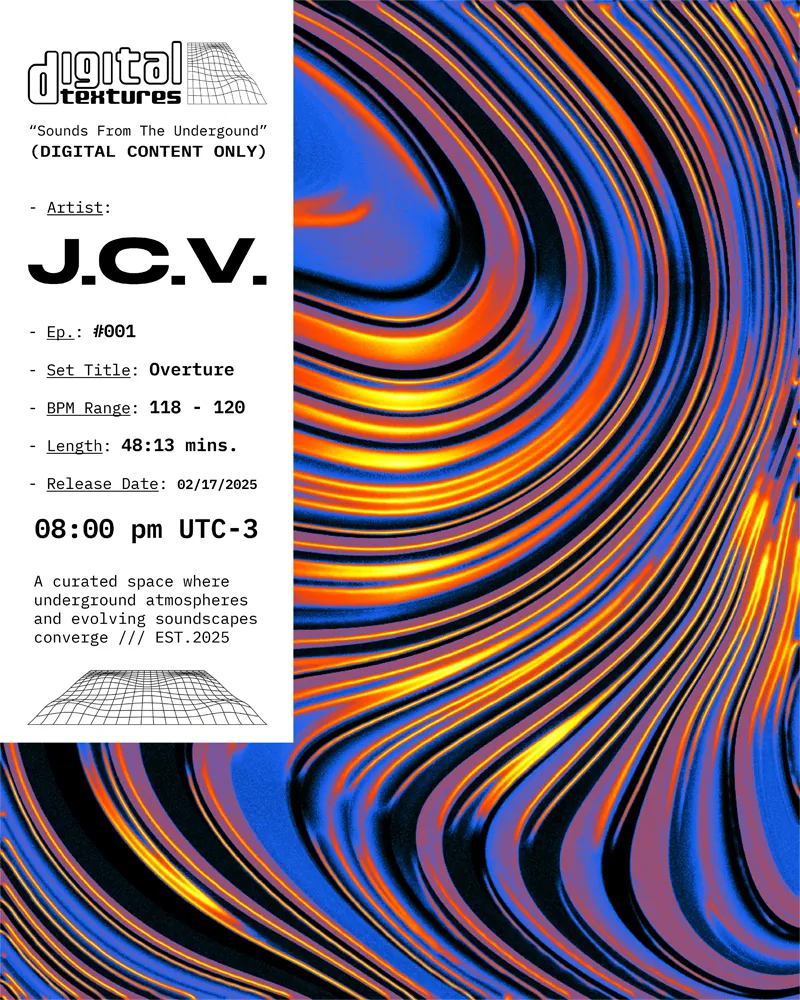 digital
textures
“Sounds From The Undergound”
(DIGITAL CONTENT ONLY)
- Artist:
J.C.V.
- Ep.: #001
- Set Title: Overture
- BPM Range: 118 - 120
- Length: 48:13 mins.
- Release Date: 02/17/2025
08:00 pm UTC-3
A curated space where
underground atmospheres
and evolving soundscapes
converge /// EST.2025